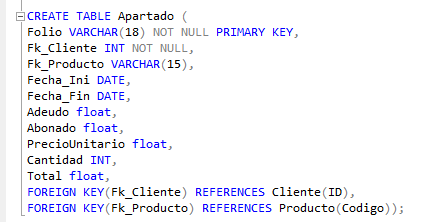 CREATE TABLE Apartado (
Folio VARCHAR(18) NOT NULL PRIMARY KEY,
Fk_Cliente INT NOT NULL,
Fk_Producto VARCHAR(15),
Fecha_Ini DATE,
Fecha_Fin DATE,
Adeudo float,
Abonado float,
PrecioUnitario float,
Cantidad INT,
Total float,
FOREIGN KEY(Fk_Cliente) REFERENCES Cliente(ID),
FOREIGN KEY(Fk_Producto) REFERENCES Producto(Codigo));